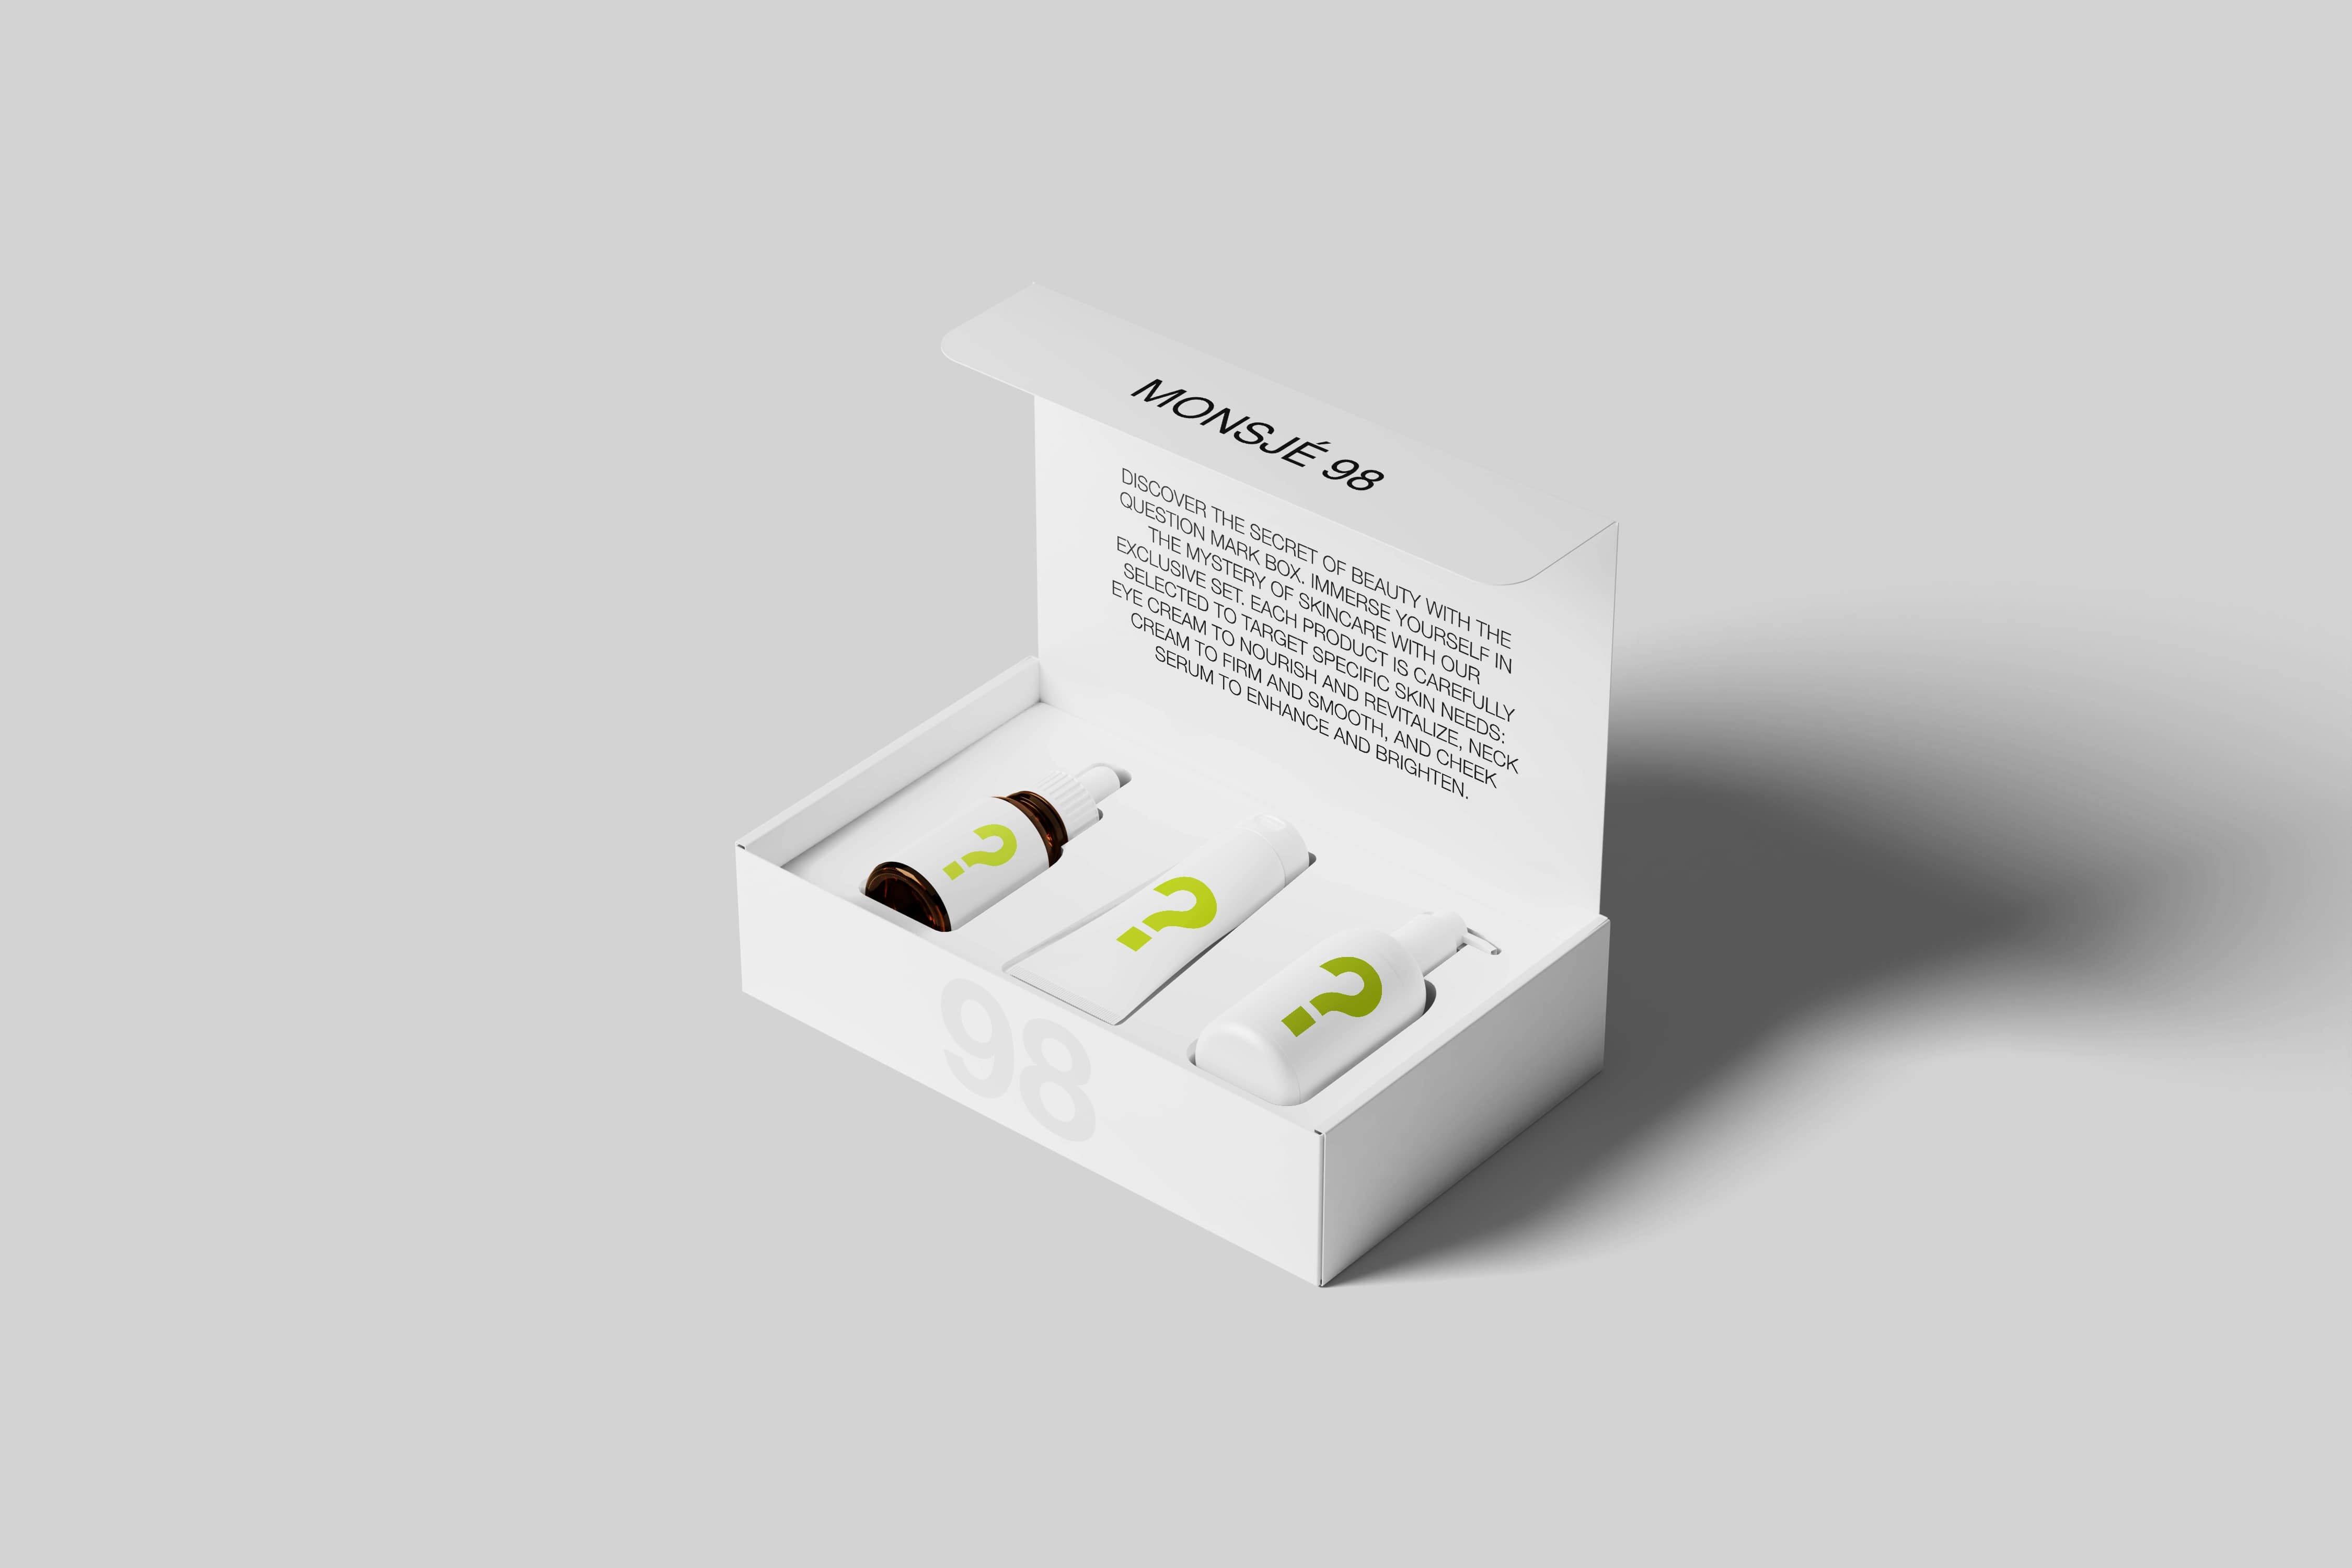 MONSJÉ 98
DISCOVER THE SECRET OF BEAUTY WITH THE
QUESTION MARK BOX. IMMERSE YOURSELF IN
THE MYSTERY OF SKINCARE WITH OUR
EXCLUSIVE SET. EACH PRODUCT IS CAREFULLY
SELECTED TO TARGET SPECIFIC SKIN NEEDS:
EYE CREAM TO NOURISH AND REVITALIZE, NECK
CREAM TO FIRM AND SMOOTH, AND CHEEK
SERUM TO ENHANCE AND BRIGHTEN.
?
?
?
98